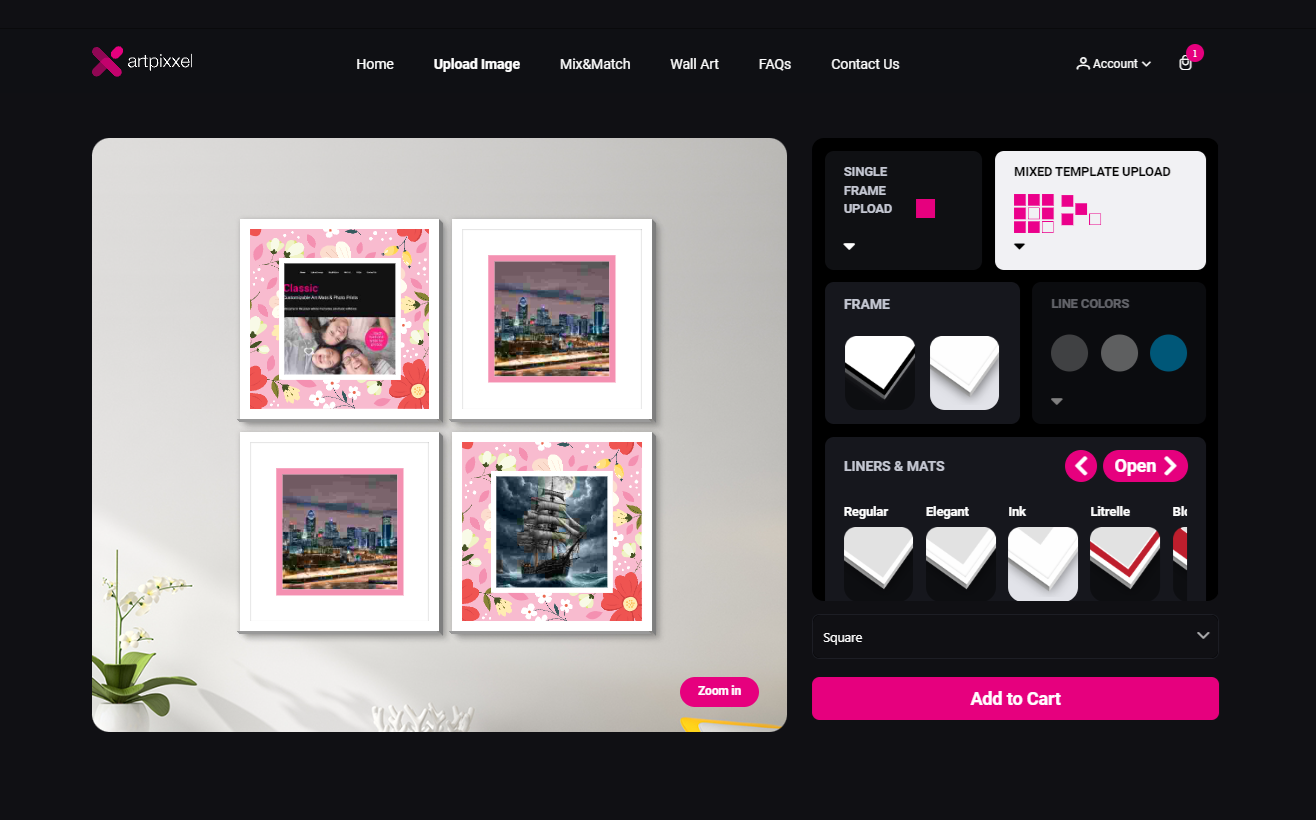 artpixxel
Home
Upload Image
Mix&Match
Wall Art
FAQs
Contact Us
Account
1
Classic
Customizable Art Mats & Photo Prints
Zoom in
SINGLE
FRAME
UPLOAD
MIXED TEMPLATE UPLOAD
FRAME
LINE COLORS
LINERS & MATS
Open
Regular
Elegant
Ink
Litrelle
Square
Add to Cart